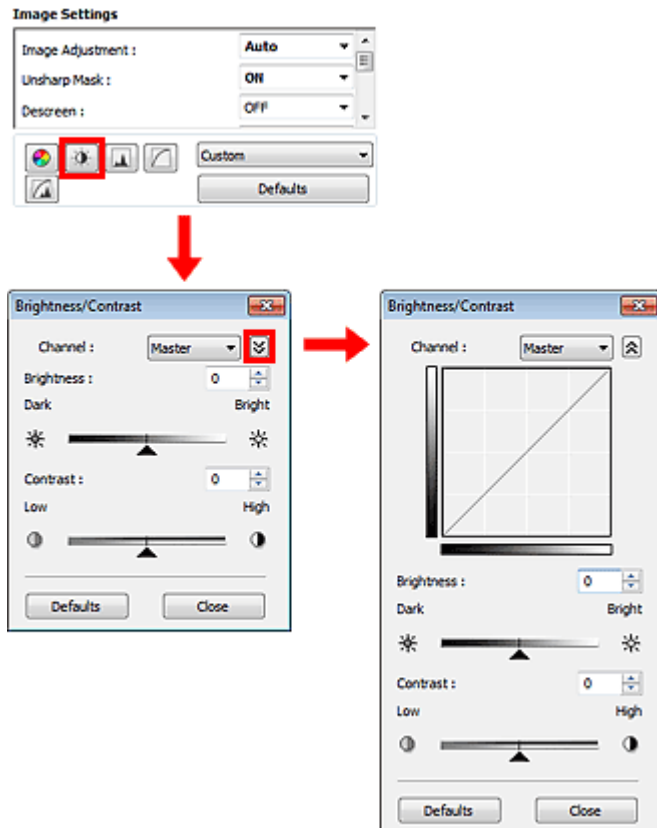 Image Settings
Image Adjustment : Auto
Unsharp Mask : ON
Descreen : OFF
Custom
Defaults
Brightness/Contrast
Channel : Master
Brightness : 0
Dark Bright
Contrast : 0
Low High
Defaults Close
Brightness/Contrast
Channel : Master
Brightness : 0
Dark Bright
Contrast : 0
Low High
Defaults Close